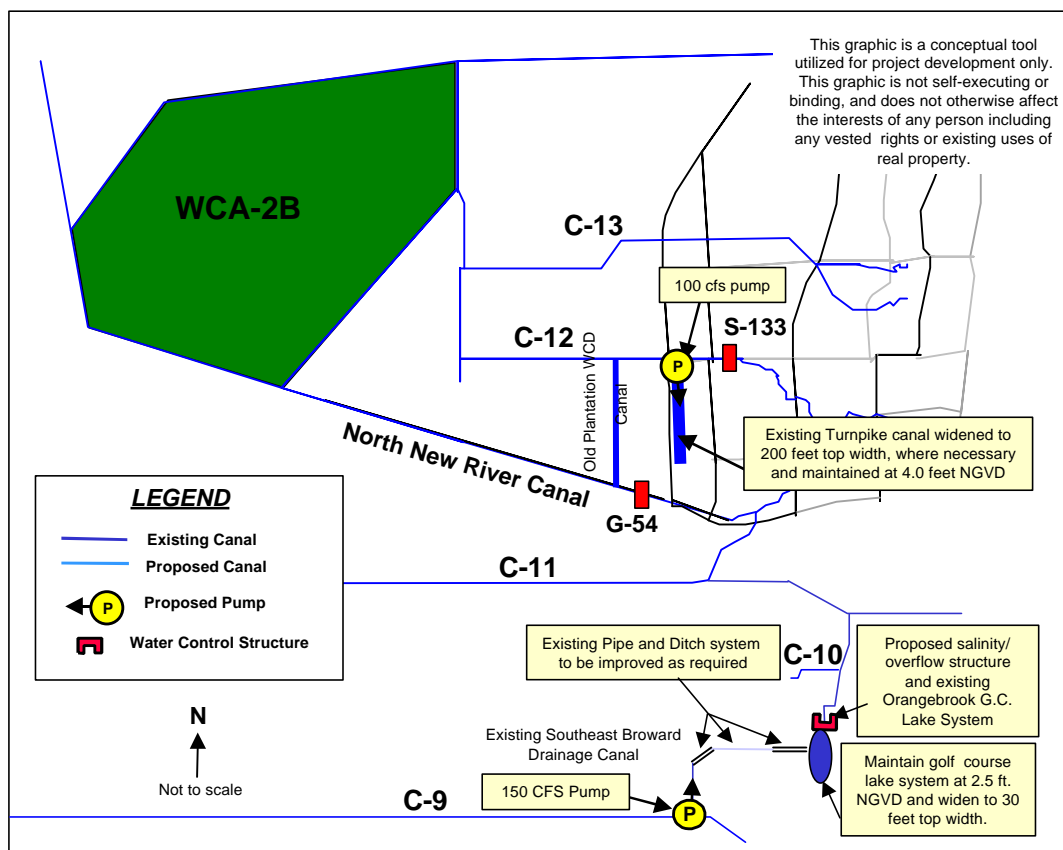 This graphic is a conceptual tool
utilized for project development only.
This graphic is not self-executing or
binding, and does not otherwise affect
the interests of any person including
any vested rights or existing uses of
real property.
WCA-2B
C-13
100 cfs pump
S-133
C-12
P
Old Plantation WCD
Canal
Existing Turnpike canal widened to
200 feet top width, where necessary
and maintained at 4.0 feet NGVD
North New River Canal
G-54
LEGEND
Existing Canal
Proposed Canal
P
Proposed Pump
Water Control Structure
C-11
Existing Pipe and Ditch system
to be improved as required
C-10
Proposed salinity/
overflow structure
and existing
Orangebrook G.C.
Lake System
N
Not to scale
Existing Southeast Broward
Drainage Canal
Maintain golf course
lake system at 2.5 ft.
NGVD and widen to 30
feet top width.
150 CFS Pump
P
C-9